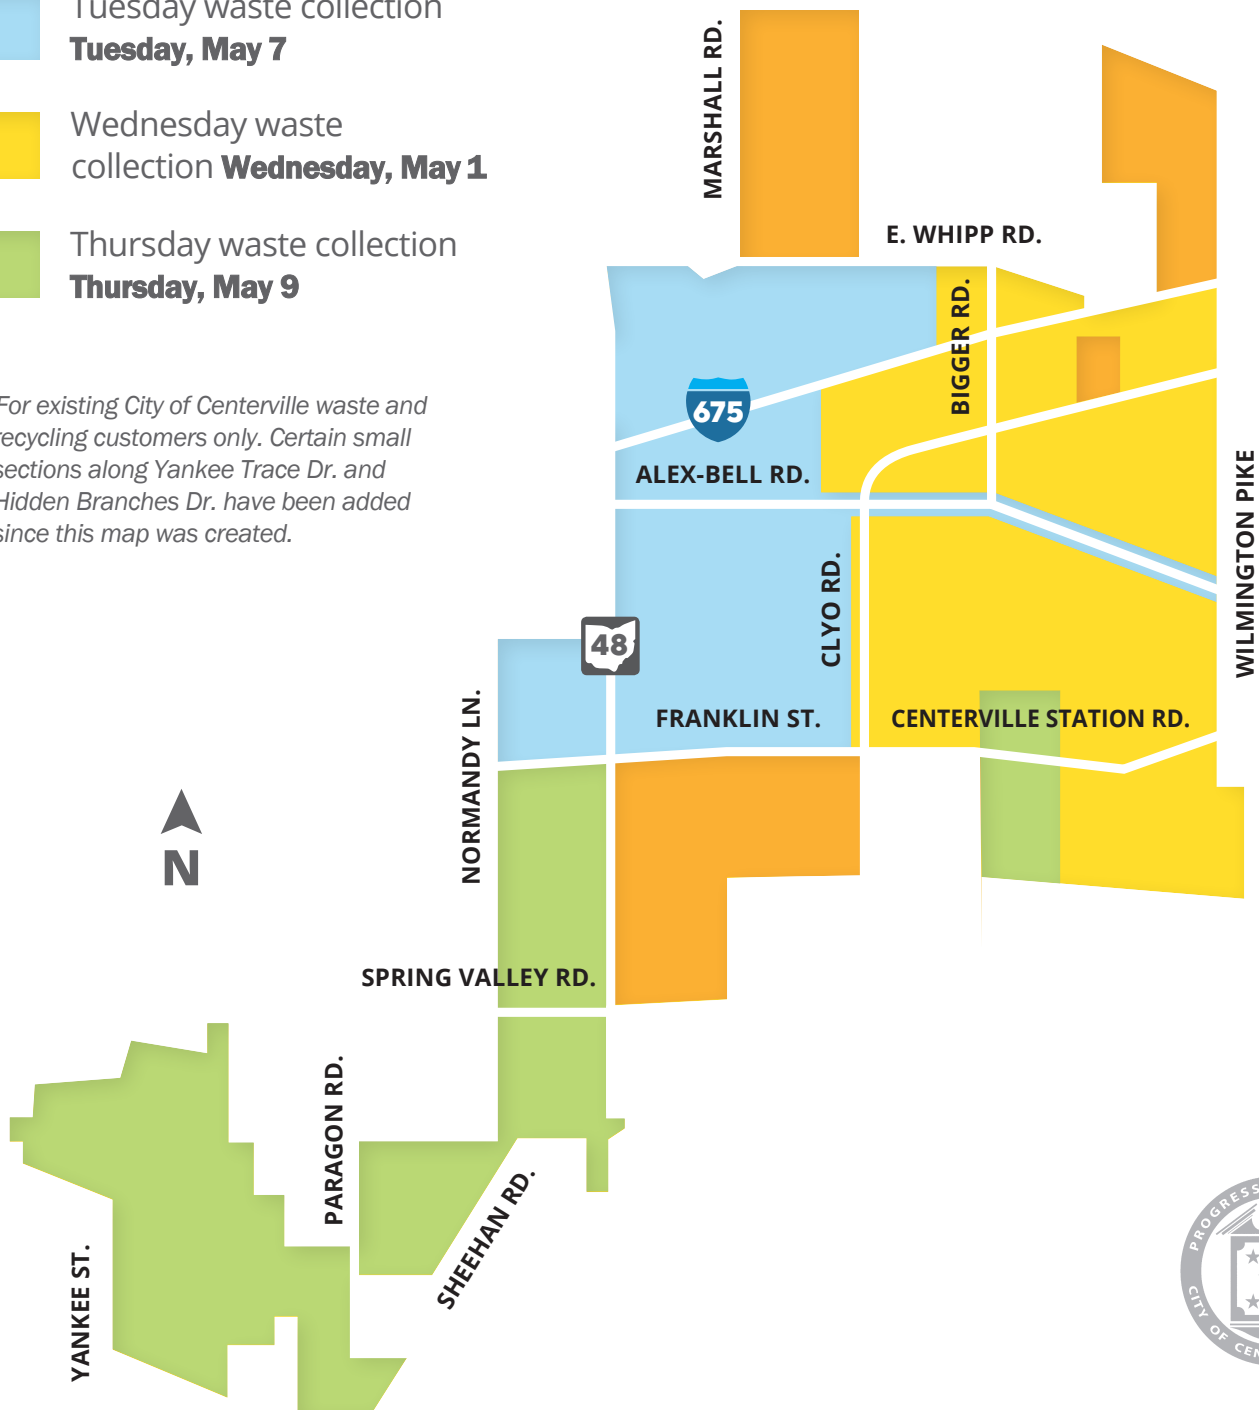 Tuesday waste collection
Tuesday, May 7
Wednesday waste
collection Wednesday, May 1
Thursday waste collection
Thursday, May 9
For existing City of Centerville waste and
recycling customers only. Certain small
sections along Yankee Trace Dr. and
Hidden Branches Dr. have been added
since this map was created.
MARSHALL RD.
E. WHIPP RD.
BIGGER RD.
675
ALEX-BELL RD.
WILMINGTON PIKE
CLYO RD.
48
FRANKLIN ST.
CENTERVILLE STATION RD.
NORMANDY LN.
N
SPRING VALLEY RD.
PARAGON RD.
SHEEHAN RD.
YANKEE ST.
PROGRESS
CITY OF CEN